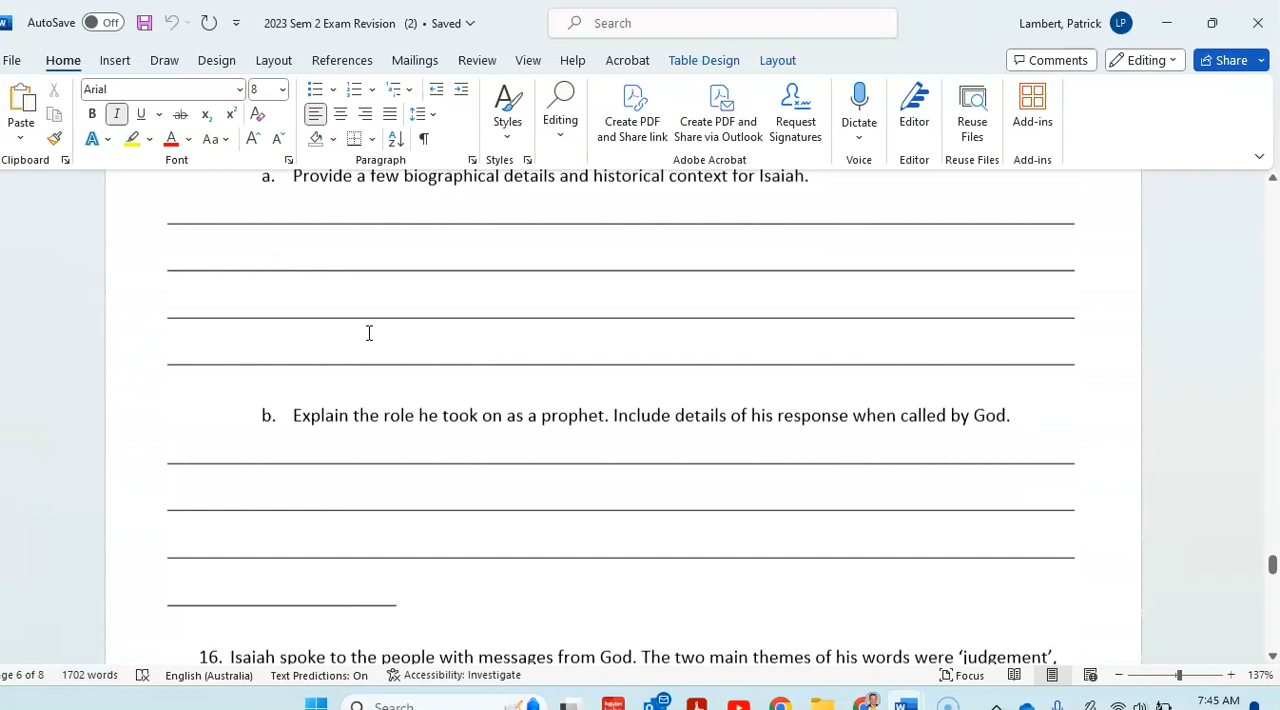 AutoSave Off 2023 Sem 2 Exam Revision (2) • Saved Search Lambert, Patrick LP
File Home Insert Draw Design Layout References Mailings Review View Help Acrobat Table Design Layout Comments Editing Share
Arial 8
Paste Styles Editing Create PDF and Share link Create PDF and Share via Outlook Request Signatures Dictate Editor Reuse Files Add-ins
Clipboard Font Paragraph Styles Adobe Acrobat Voice Editor Reuse Files Add-ins
a. Provide a few biographical details and historical context for Isaiah.
b. Explain the role he took on as a prophet. Include details of his response when called by God.
16. Isaiah spoke to the people with messages from God. The two main themes of his words were ‘judgement’,
ge 6 of 8 1702 words English (Australia) Text Predictions: On Accessibility: Investigate Focus 137%
Search 7:45 AM